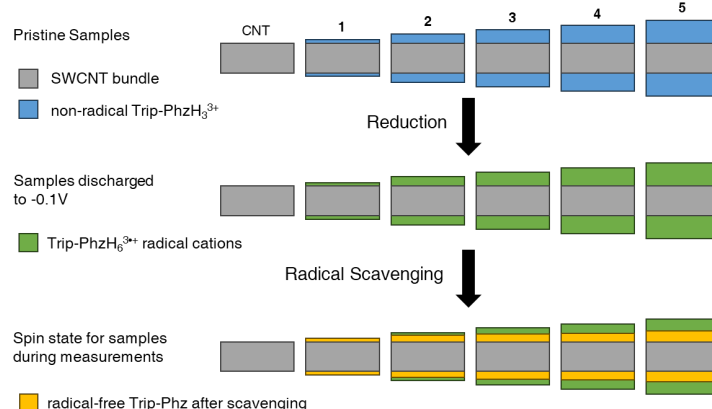 Pristine Samples
CNT
1
2
3
4
5
SWCNT bundle
non-radical Trip-PhzH₃³⁺
Reduction
Samples discharged
to -0.1V
Trip-PhzH₆³•⁺ radical cations
Radical Scavenging
Spin state for samples
during measurements
radical-free Trip-Phz after scavenging